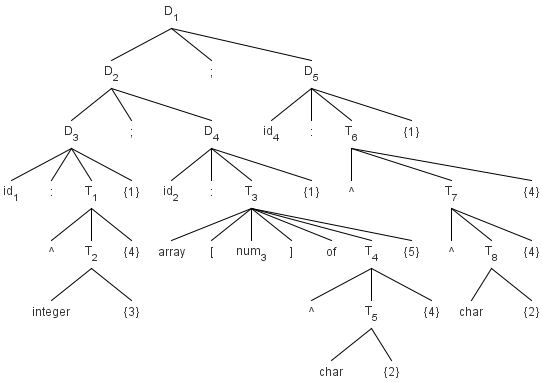 D1
D2 ; D5
D3 ; D4 id4 : T6 {1}
id1 : T1 {1} id2 : T3 {1} ^ T7 {4}
^ T2 {4} array [ num3 ] of T4 {5} ^ T8 {4}
integer {3} ^ T5 {4} char {2}
char {2}